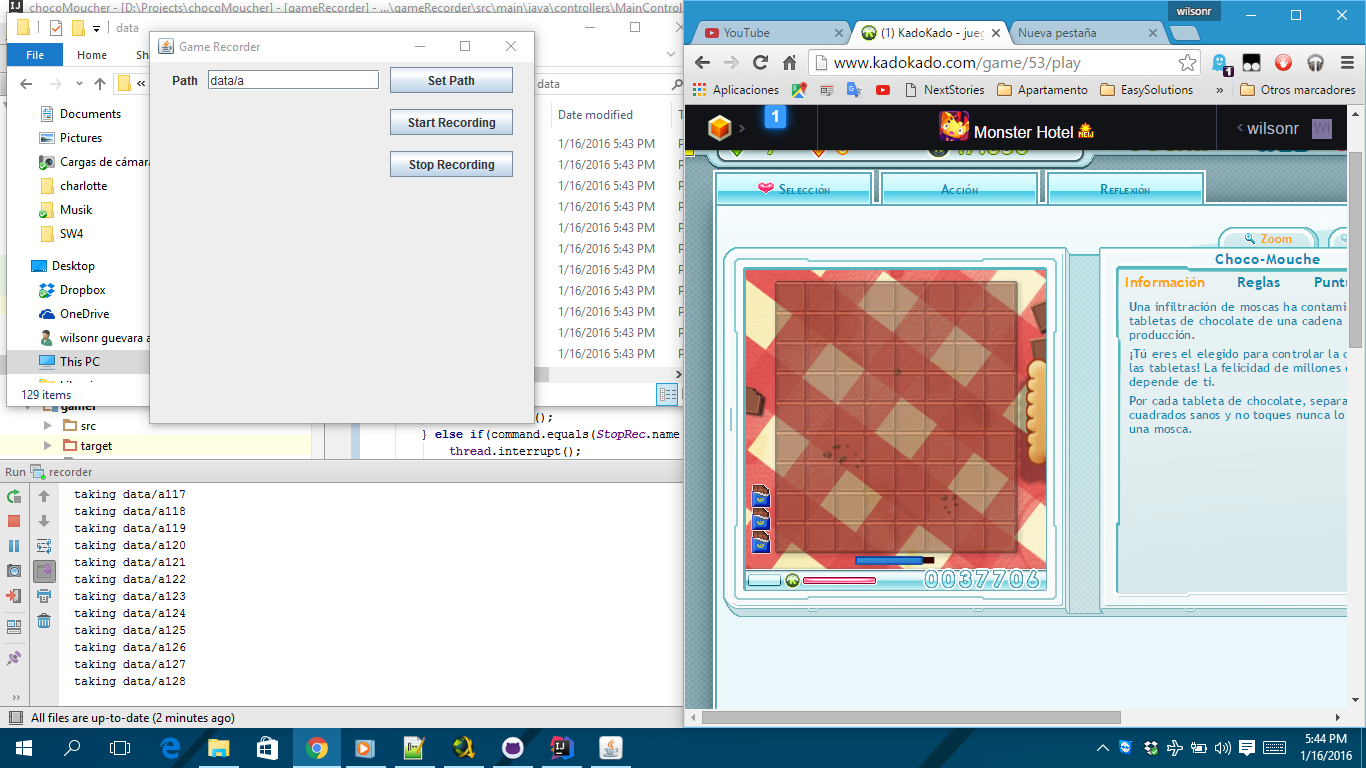 chocoMoucher - [D:\Projects\chocoMoucher] - [gameRecorder] - ...\gameRecorder\src\main\java\controllers\MainControl
data
File
Home
data
Documents
Pictures
Cargas de cámara
charlotte
Musik
SW4
Desktop
Dropbox
OneDrive
wilsonr guevara a
This PC
129 items
Date modified
1/16/2016 5:43 PM
1/16/2016 5:43 PM
1/16/2016 5:43 PM
1/16/2016 5:43 PM
1/16/2016 5:43 PM
1/16/2016 5:43 PM
1/16/2016 5:43 PM
1/16/2016 5:43 PM
1/16/2016 5:43 PM
1/16/2016 5:43 PM
1/16/2016 5:43 PM
Game Recorder
Path
data/a
Set Path
Start Recording
Stop Recording
gamer
src
target
();
} else if(command.equals(StopRec.name
thread.interrupt();
Run
recorder
taking data/a117
taking data/a118
taking data/a119
taking data/a120
taking data/a121
taking data/a122
taking data/a123
taking data/a124
taking data/a125
taking data/a126
taking data/a127
taking data/a128
All files are up-to-date (2 minutes ago)
wilsonr
YouTube
(1) KadoKado - jueg
Nueva pestaña
www.kadokado.com/game/53/play
1
Aplicaciones
NextStories
Apartamento
EasySolutions
»
Otros marcadores
1
Monster Hotel
NEW
wilsonr
WI
Selección
Acción
Reflexión
Zoom
Choco-Mouche
Información
Reglas
Puntu
Una infiltración de moscas ha contami
tabletas de chocolate de una cadena
producción.
¡Tú eres el elegido para controlar la c
las tabletas! La felicidad de millones
depende de ti.
Por cada tableta de chocolate, separa
cuadrados sanos y no toques nunca lo
una mosca.
0037706
5:44 PM
1/16/2016